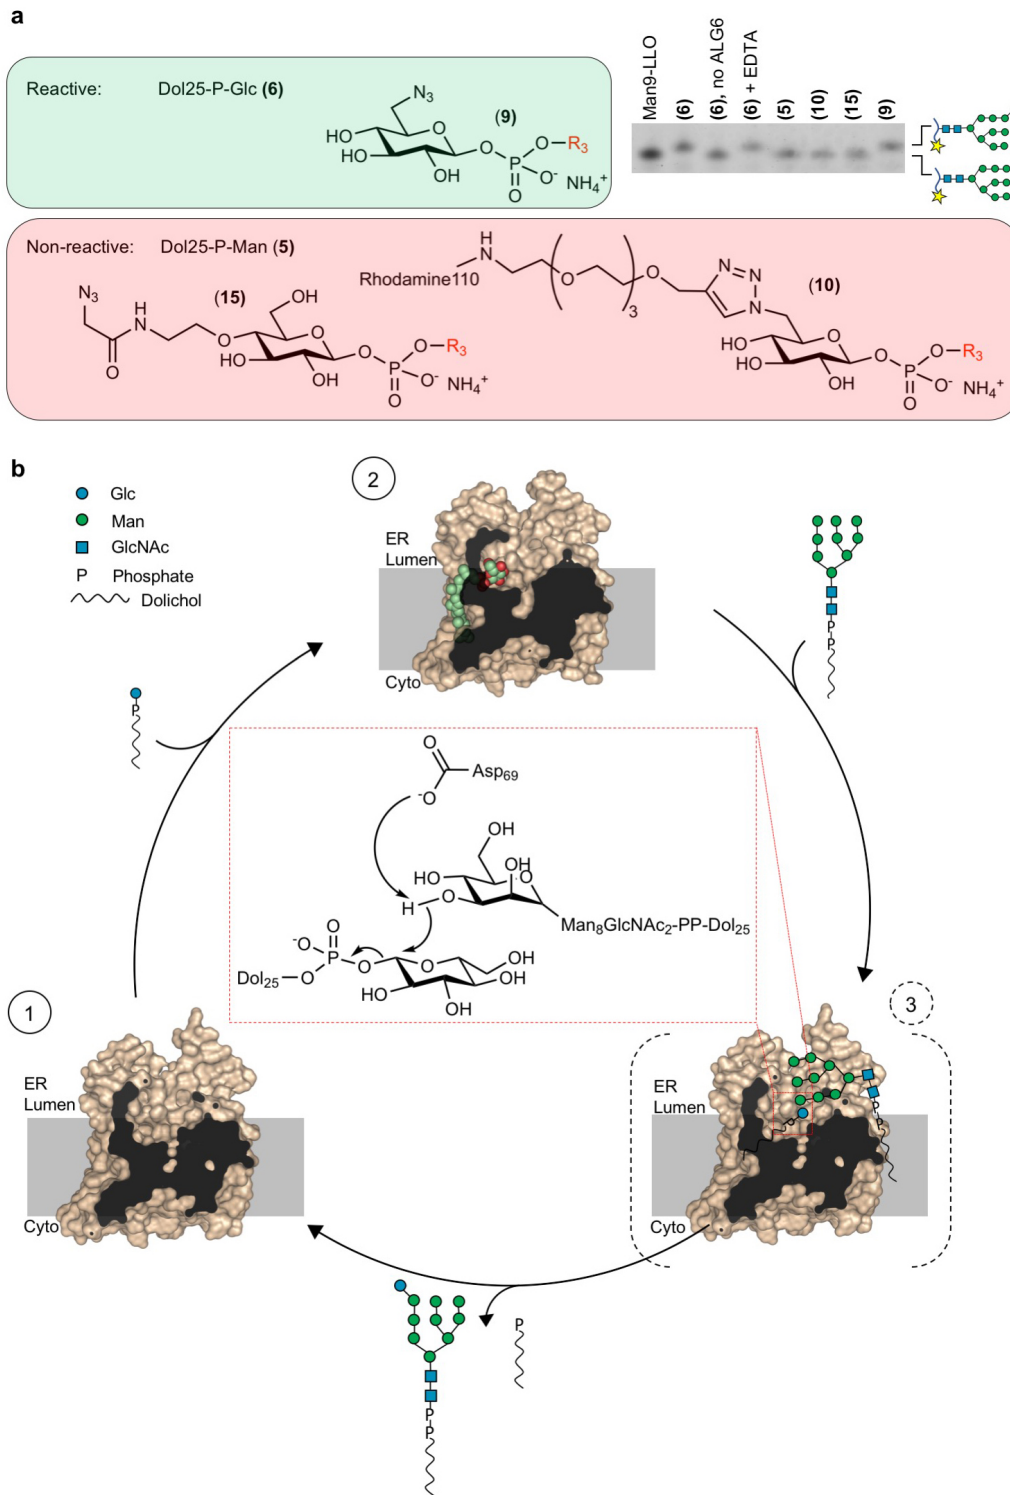 a
Reactive: Dol25-P-Glc (6)
N3
HO
HO
OH
O
(9)
O
P
O
O
O-
R3
NH4+
Man9-LLO
(6)
(6), no ALG6
(6) + EDTA
(5)
(10)
(15)
(9)
Non-reactive: Dol25-P-Man (5)
N3
O
H
N
O
(15)
OH
HO
O
OH
O
P
O
O
O-
R3
NH4+
Rhodamine110
H
N
O
O
3
O
N
N
N
(10)
HO
HO
O
OH
O
P
O
O
O-
R3
NH4+
b
Glc
Man
GlcNAc
P Phosphate
Dolichol
2
ER
Lumen
Cyto
P
P
P
O
-O
Asp69
OH
HO
OH
O
H
O
Man8GlcNAc2-PP-Dol25
O
-O
P
O
Dol25
O
O
OH
OH
HO
OH
1
ER
Lumen
Cyto
3
ER
Lumen
P
P
P
Cyto
P
P
P